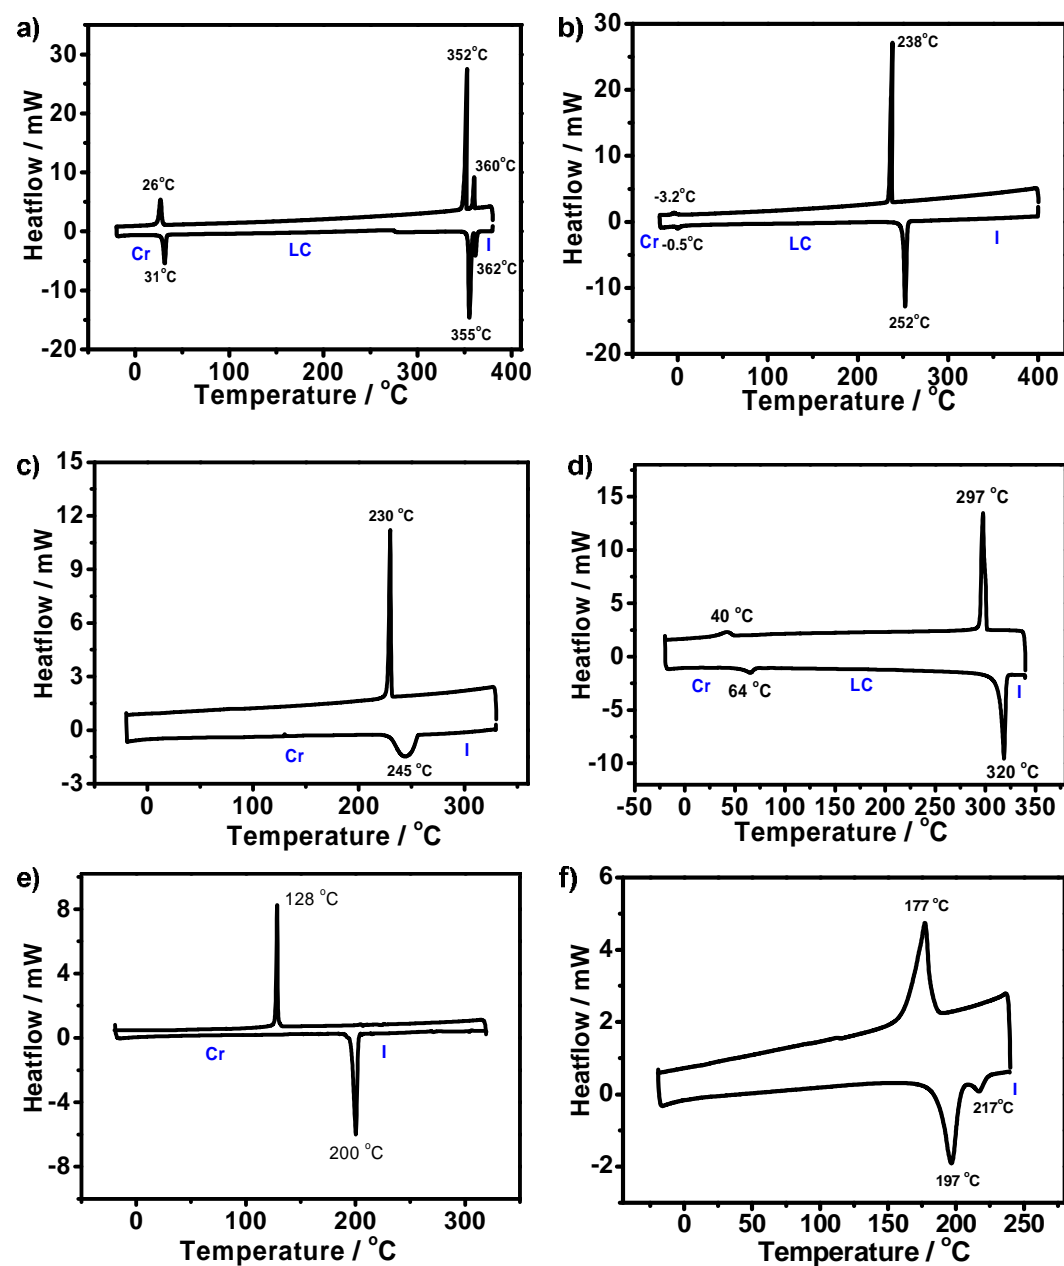 a)
30
20
10
0
-10
-20
Heatflow / mW
352°C
360°C
26°C
Cr
31°C
LC
I
362°C
355°C
0 100 200 300 400
Temperature / °C
b)
30
20
10
0
-10
-20
Heatflow / mW
238°C
-3.2°C
Cr -0.5°C
LC
I
252°C
0 100 200 300 400
Temperature / °C
c)
15
12
9
6
3
0
-3
Heatflow / mW
230 °C
Cr
I
245 °C
0 100 200 300
Temperature / °C
d)
15
10
5
0
-5
-10
Heatflow / mW
297 °C
40 °C
Cr
64 °C
LC
I
320 °C
-50 0 50 100 150 200 250 300 350
Temperature / °C
e)
8
4
0
-4
-8
Heatflow / mW
128 °C
Cr
I
200 °C
0 100 200 300
Temperature / °C
f)
6
4
2
0
-2
Heatflow / mW
177 °C
I
217°C
197 °C
0 50 100 150 200 250
Temperature / °C